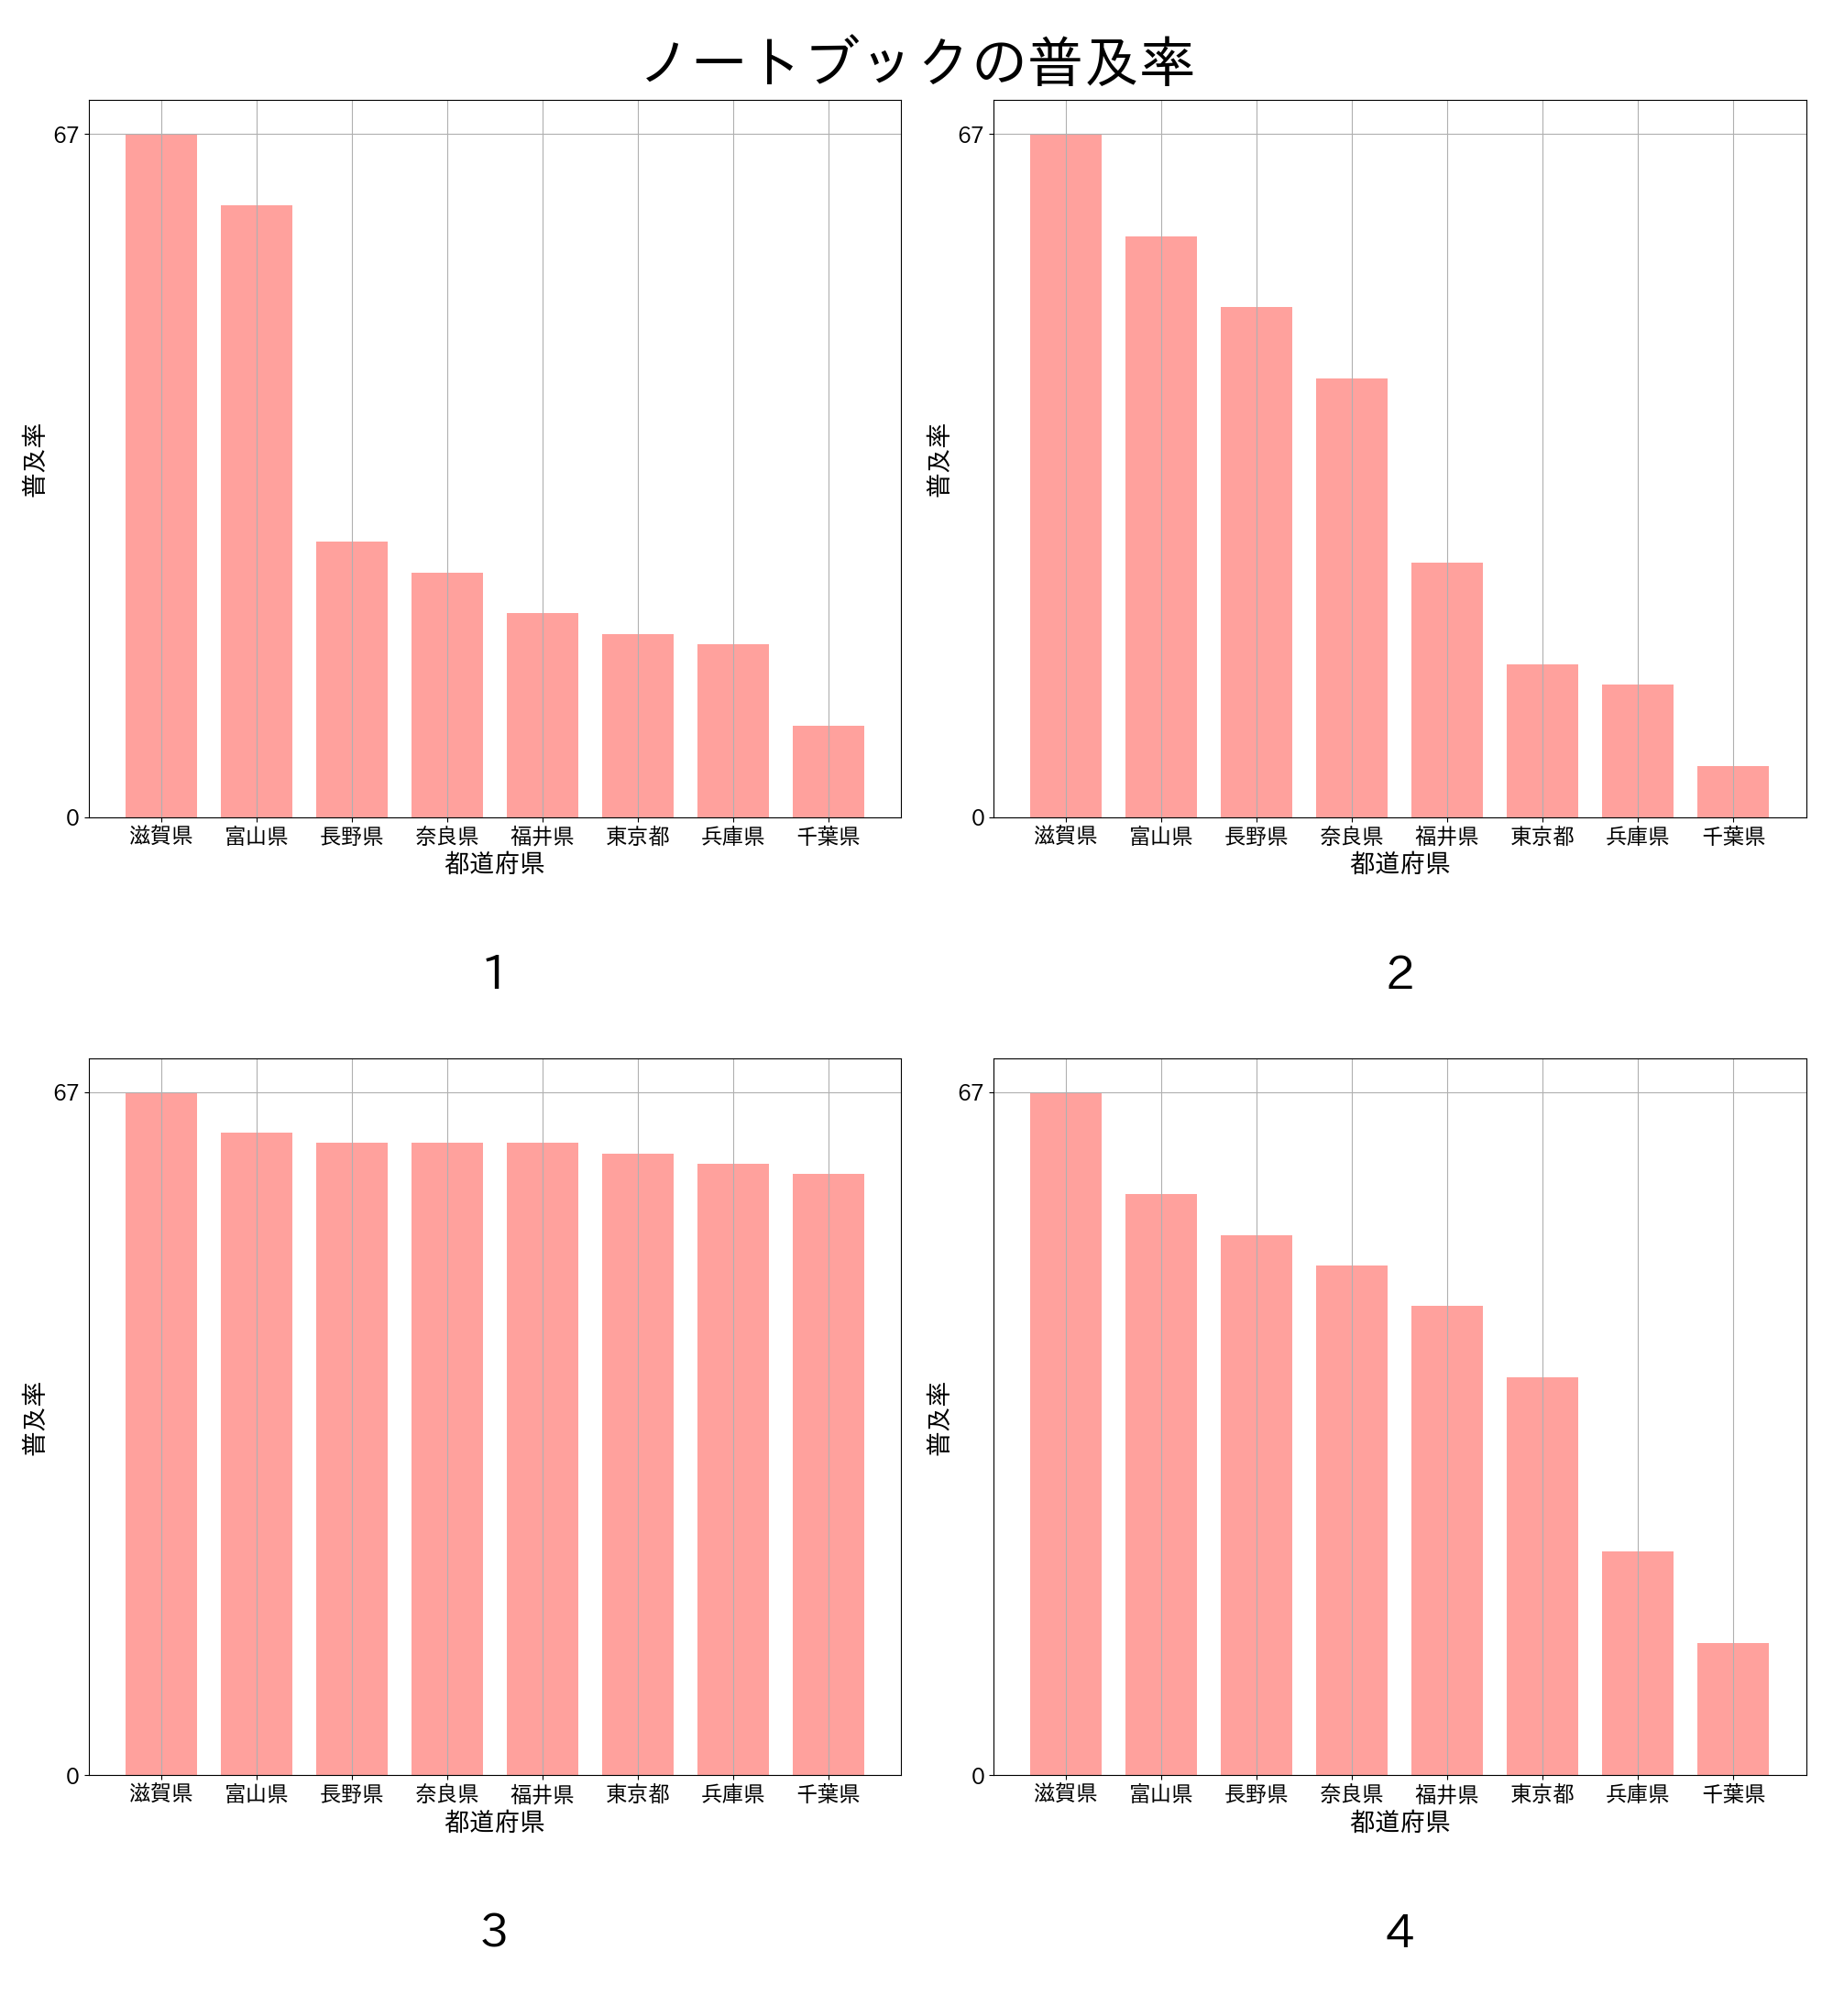 ノートブックの普及率
67
0
普及率
滋賀県 富山県 長野県 奈良県 福井県 東京都 兵庫県 千葉県
都道府県
1
67
0
普及率
滋賀県 富山県 長野県 奈良県 福井県 東京都 兵庫県 千葉県
都道府県
2
67
0
普及率
滋賀県 富山県 長野県 奈良県 福井県 東京都 兵庫県 千葉県
都道府県
3
67
0
普及率
滋賀県 富山県 長野県 奈良県 福井県 東京都 兵庫県 千葉県
都道府県
4